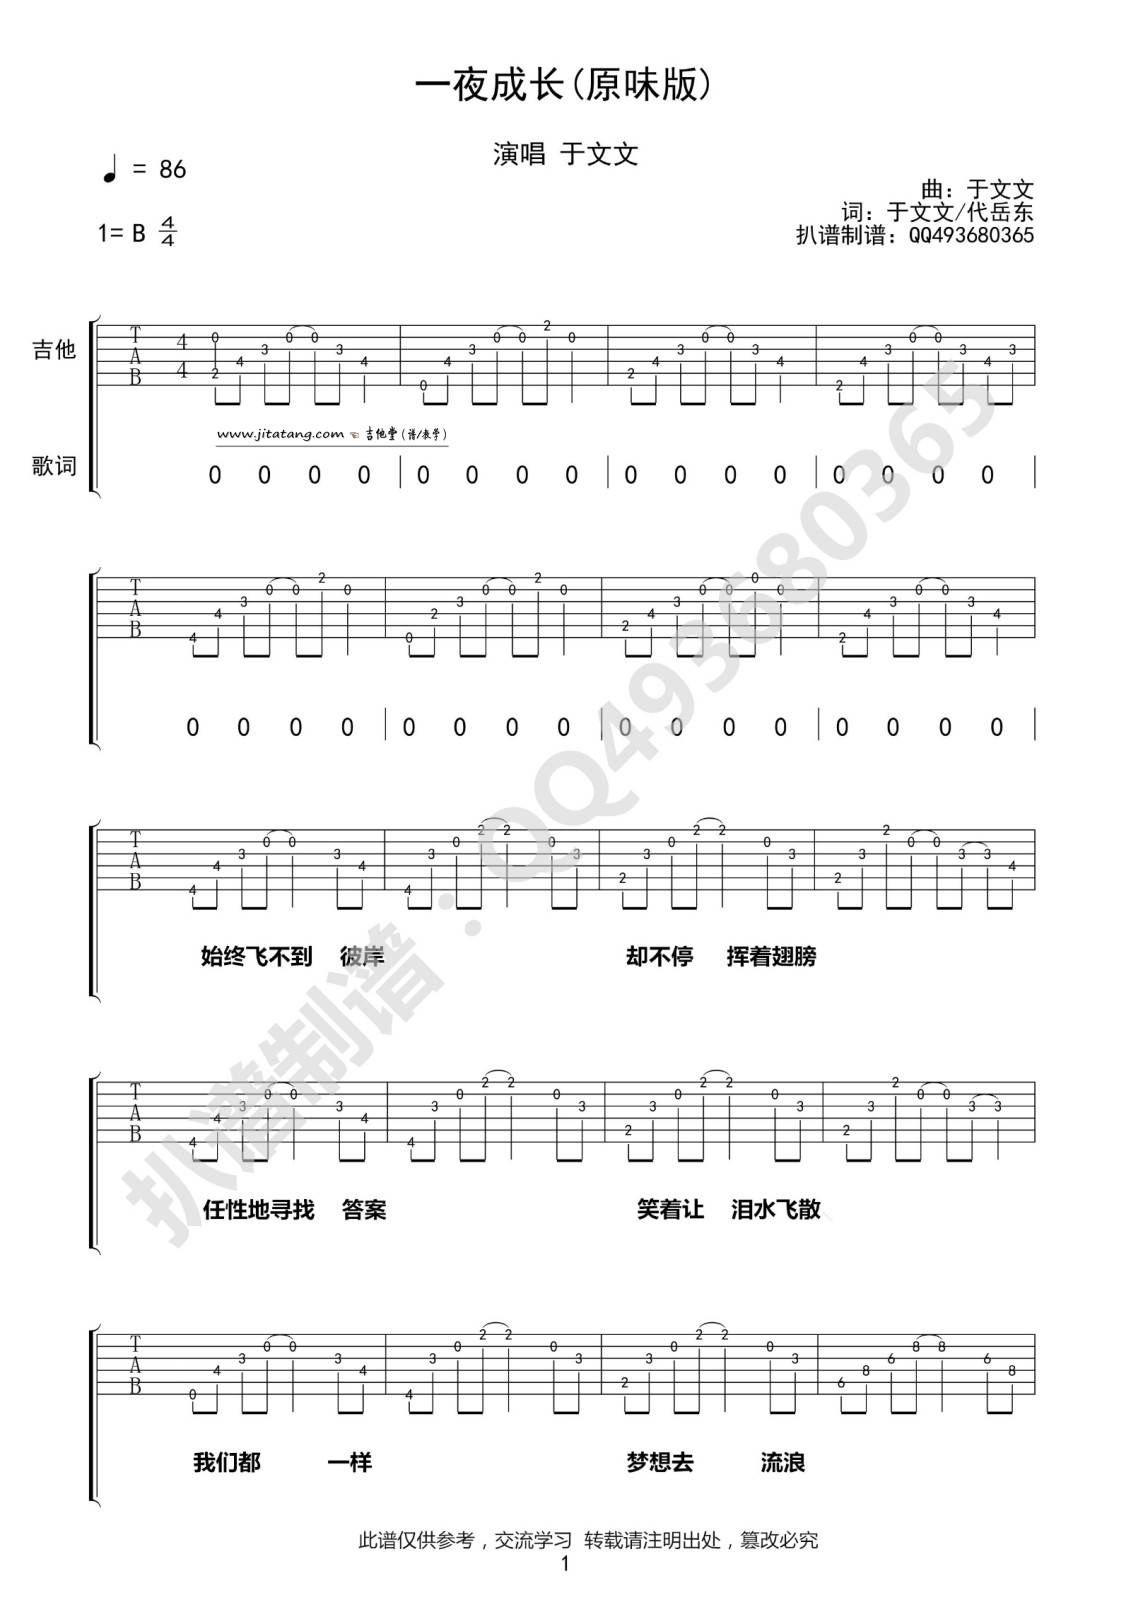 一夜成长(原味版)
演唱 于文文
♩ = 86
曲：于文文
1= B 4/4
词：于文文/代岳东
扒谱制谱：QQ493680365
吉他
T A B 4/4 0 2 4 3 0 0 3 4 0 4 3 0 0 2 0 2 4 3 0 0 3 4 2 4 3 0 0 3 4 3
www.jitatang.com ☜ 吉他堂(谱/教学)
歌词 0 0 0 0 0 0 0 0 0 0 0 0 0 0 0 0
T A B 4 4 3 0 0 2 0 0 2 3 0 0 2 0 2 4 3 0 0 0 0 2 4 3 0 0 3 4
0 0 0 0 0 0 0 0 0 0 0 0 0 0 0 0
T A B 4 4 3 0 0 3 4 4 3 0 2 2 0 3 2 3 0 2 2 0 3 2 3 2 0 0 3 3 4
始终飞不到 彼岸 却不停 挥着翅膀
T A B 4 4 3 0 0 3 4 4 3 0 2 2 0 3 2 3 0 2 2 0 3 2 3 2 0 0 3 3
任性地寻找 答案 笑着让 泪水飞散
T A B 0 4 3 0 0 3 4 4 3 0 2 2 0 3 2 3 0 2 2 0 3 6 8 6 8 8 6 8
我们都 一样 梦想去 流浪
扒谱制谱：QQ493680365
此谱仅供参考，交流学习 转载请注明出处，篡改必究
1